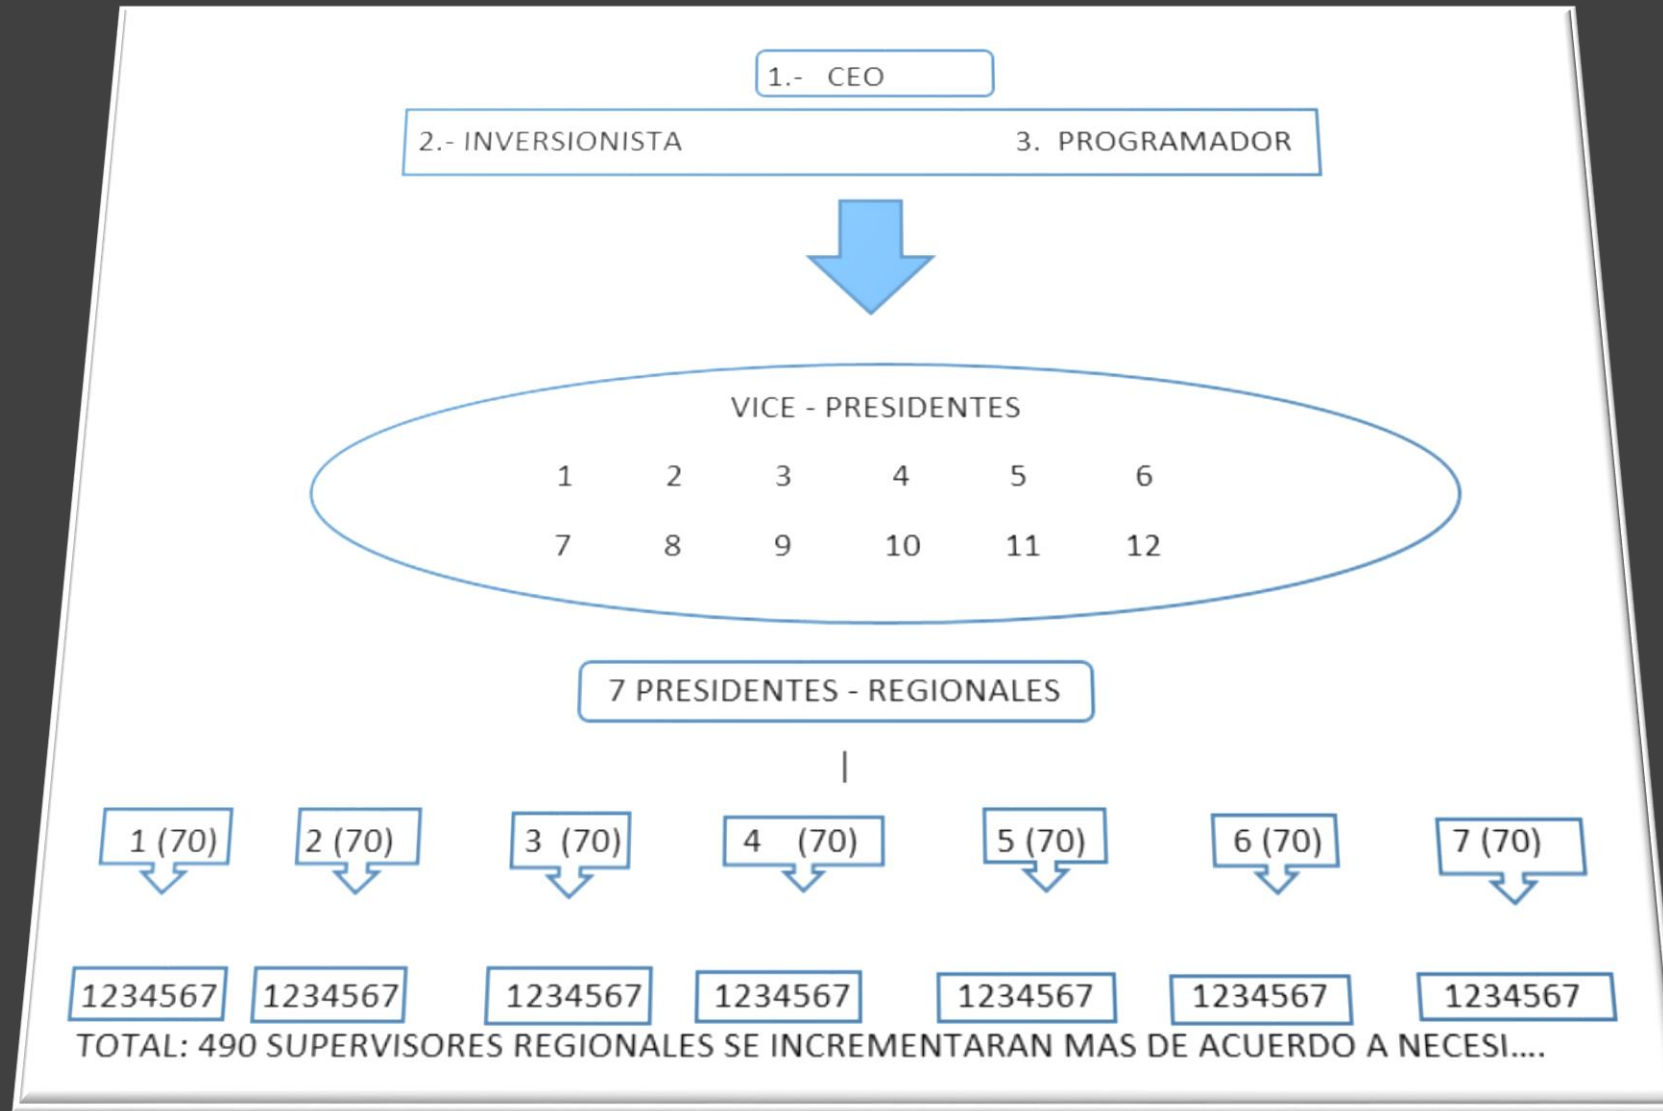 1.- CEO
2.- INVERSIONISTA 3. PROGRAMADOR
VICE - PRESIDENTES
1 2 3 4 5 6
7 8 9 10 11 12
7 PRESIDENTES - REGIONALES
|
1 (70) 2 (70) 3 (70) 4 (70) 5 (70) 6 (70) 7 (70)
1234567 1234567 1234567 1234567 1234567 1234567 1234567
TOTAL: 490 SUPERVISORES REGIONALES SE INCREMENTARAN MAS DE ACUERDO A NECESI....